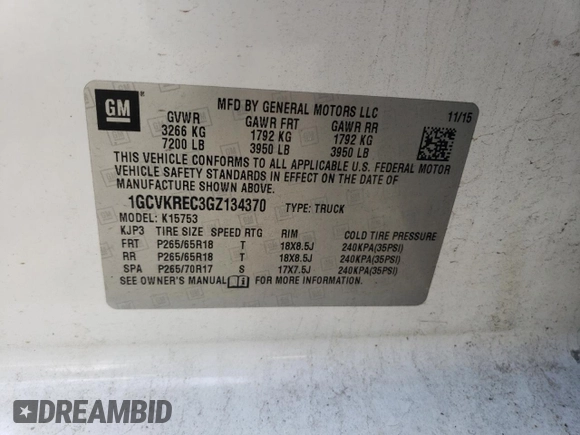 GM
MFD BY GENERAL MOTORS LLC
11/15
GVWR GAWR FRT GAWR RR
3266 KG 1792 KG 1792 KG
7200 LB 3950 LB 3950 LB
THIS VEHICLE CONFORMS TO ALL APPLICABLE U.S. FEDERAL MOTOR
VEHICLE SAFETY STANDARDS IN EFFECT ON THE DATE OF
MANUFACTURE SHOWN ABOVE.
1GCVKREC3GZ134370 TYPE: TRUCK
MODEL: K15753
KJP3 TIRE SIZE SPEED RTG RIM COLD TIRE PRESSURE
FRT P265/65R18 T 18X8.5J 240KPA(35PSI)
RR P265/65R18 T 18X8.5J 240KPA(35PSI)
SPA P265/70R17 S 17X7.5J 240KPA(35PSI)
SEE OWNER'S MANUAL FOR MORE INFORMATION.
DREAMBID